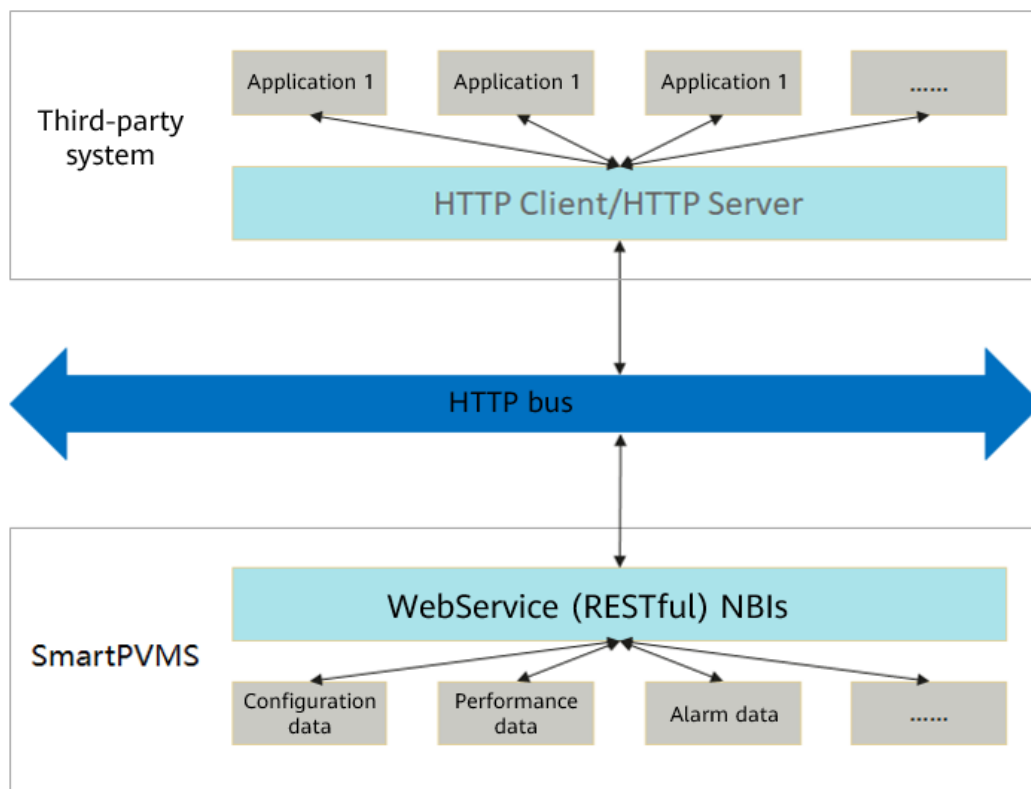 Application 1
Application 1
Application 1
......
Third-party
system
HTTP Client/HTTP Server
HTTP bus
WebService (RESTful) NBIs
SmartPVMS
Configuration
data
Performance
data
Alarm data
......